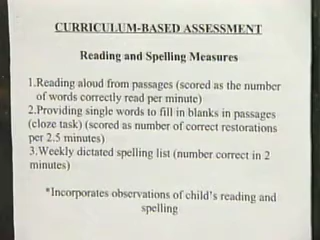 CURRICULUM-BASED ASSESSMENT
Reading and Spelling Measures
1.Reading aloud from passages (scored as the number
of words correctly read per minute)
2.Providing single words to fill in blanks in passages
(cloze task) (scored as number of correct restorations
per 2.5 minutes)
3.Weekly dictated spelling list (number correct in 2
minutes)
*Incorporates observations of child's reading and
spelling